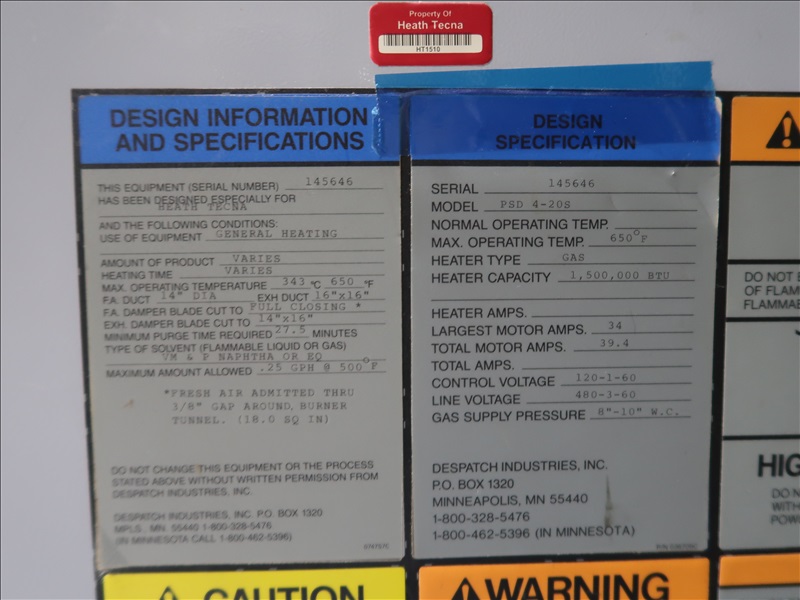 Property Of
Heath Tecna
HT1510
DESIGN INFORMATION
AND SPECIFICATIONS
THIS EQUIPMENT (SERIAL NUMBER) 145646
HAS BEEN DESIGNED ESPECIALLY FOR
HEATH TECNA
AND THE FOLLOWING CONDITIONS:
USE OF EQUIPMENT GENERAL HEATING
AMOUNT OF PRODUCT VARIES
HEATING TIME VARIES
MAX. OPERATING TEMPERATURE 343 °C 650 °F
F.A. DUCT 14" DIA EXH DUCT 16"x16"
F.A. DAMPER BLADE CUT TO FULL CLOSING *
EXH. DAMPER BLADE CUT TO 14"x16"
MINIMUM PURGE TIME REQUIRED 27.5 MINUTES
TYPE OF SOLVENT (FLAMMABLE LIQUID OR GAS)
VM & P NAPHTHA OR EQ
MAXIMUM AMOUNT ALLOWED .25 GPH @ 500°F
*FRESH AIR ADMITTED THRU
3/8" GAP AROUND BURNER
TUNNEL. (18.0 SQ IN)
DO NOT CHANGE THIS EQUIPMENT OR THE PROCESS
STATED ABOVE WITHOUT WRITTEN PERMISSION FROM
DESPATCH INDUSTRIES, INC.
DESPATCH INDUSTRIES, INC. P.O. BOX 1320
MPLS., MN. 55440 1-800-328-5476
(IN MINNESOTA CALL 1-800-462-5396)
CAUTION
DESIGN
SPECIFICATION
SERIAL 145646
MODEL PSD 4-20S
NORMAL OPERATING TEMP.
MAX. OPERATING TEMP. 650°F
HEATER TYPE GAS
HEATER CAPACITY 1,500,000 BTU
HEATER AMPS.
LARGEST MOTOR AMPS. 34
TOTAL MOTOR AMPS. 39.4
TOTAL AMPS.
CONTROL VOLTAGE 120-1-60
LINE VOLTAGE 480-3-60
GAS SUPPLY PRESSURE 8"-10" W.C.
DESPATCH INDUSTRIES, INC.
P.O. BOX 1320
MINNEAPOLIS, MN 55440
1-800-328-5476
1-800-462-5396 (IN MINNESOTA)
WARNING
DO NOT
OF FLAM
FLAMMAB
HIG
DO N
WITH
POW